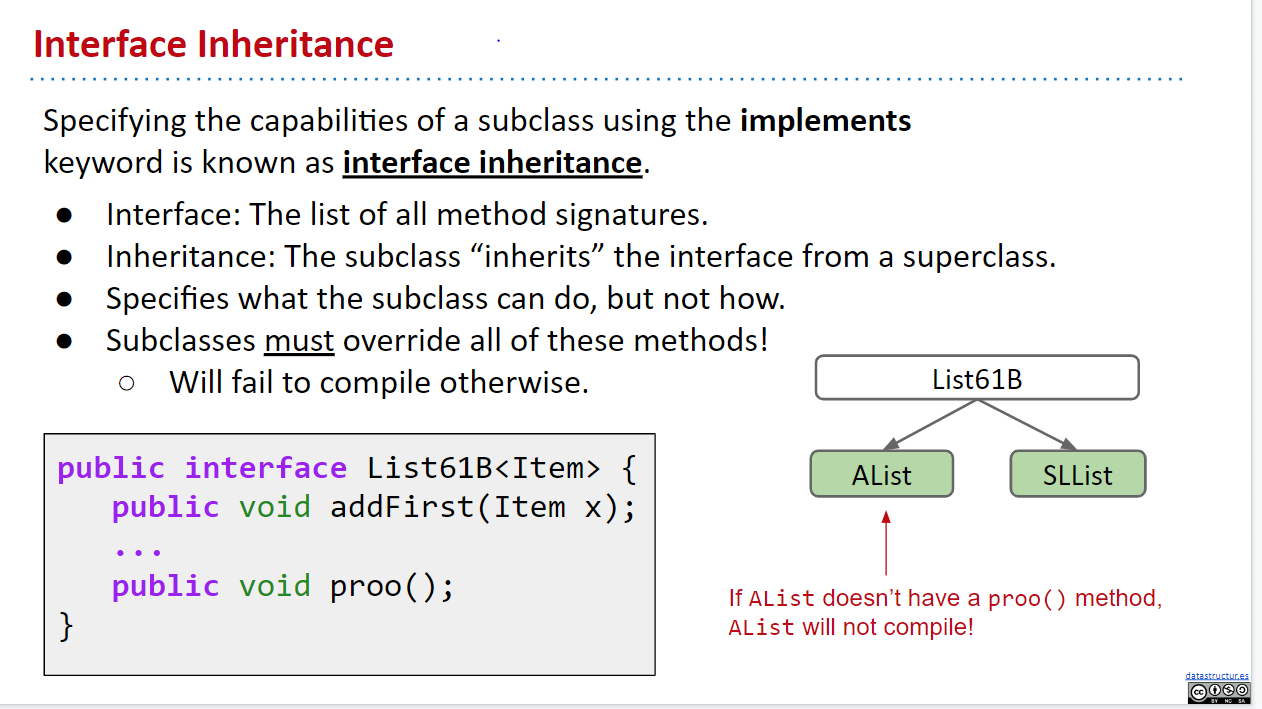 Interface Inheritance
Specifying the capabilities of a subclass using the implements
keyword is known as interface inheritance.
● Interface: The list of all method signatures.
● Inheritance: The subclass “inherits” the interface from a superclass.
● Specifies what the subclass can do, but not how.
● Subclasses must override all of these methods!
○ Will fail to compile otherwise.
public interface List61B<Item> {
   public void addFirst(Item x);
   ...
   public void proo();
}
List61B
AList
SLList
If AList doesn’t have a proo() method,
AList will not compile!
datastructur.es
cc
BY NC SA